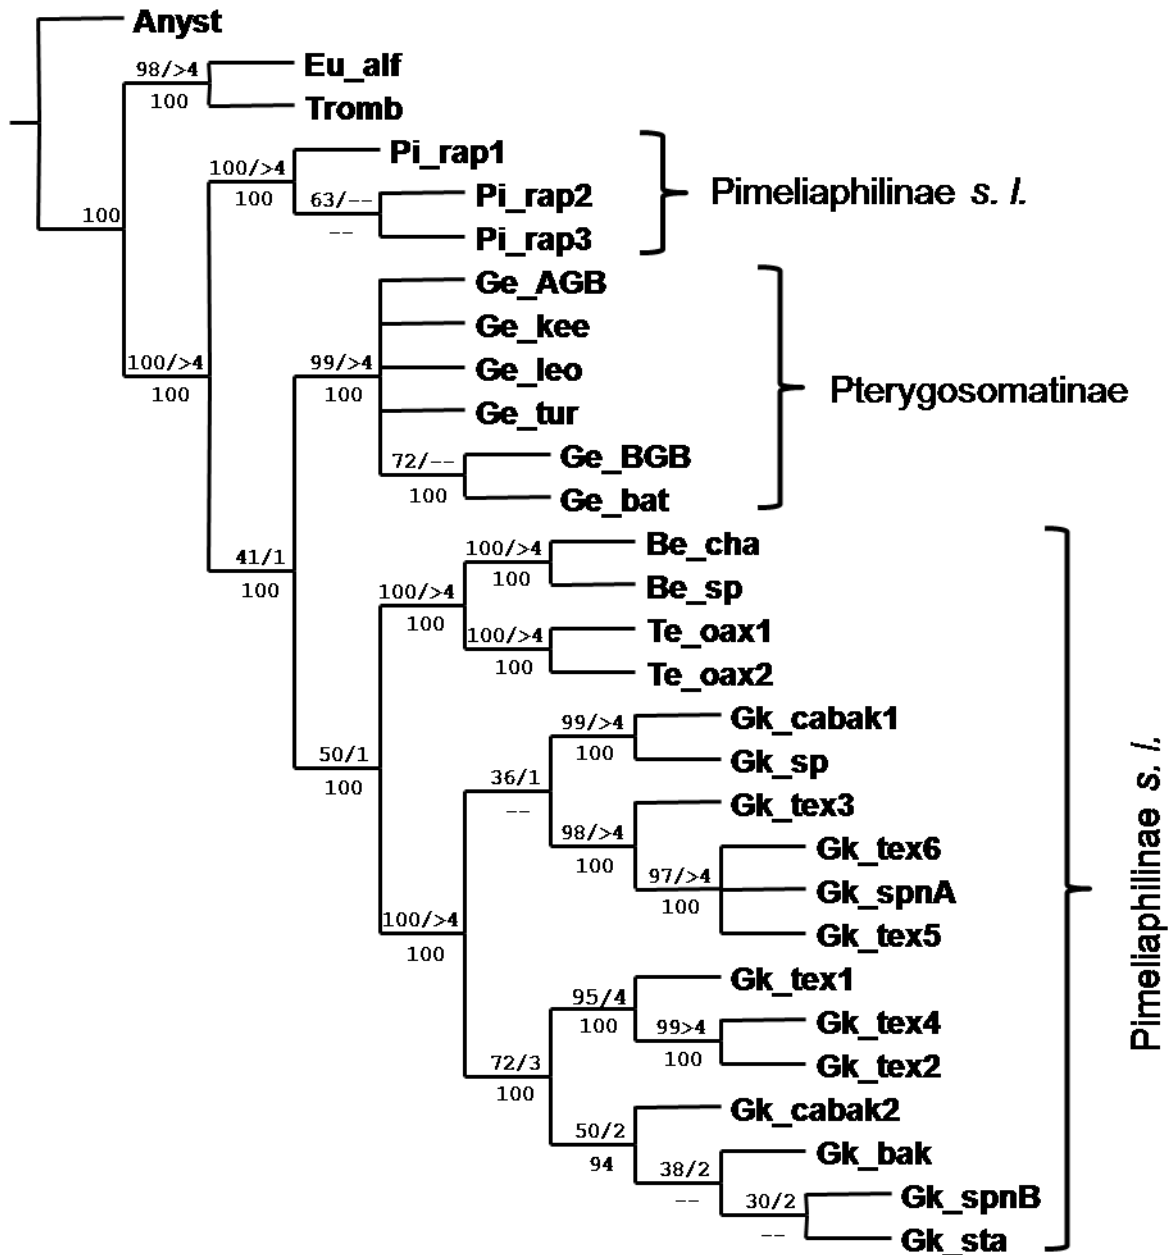 Anyst
98/>4
Eu_alf
100
Tromb
Pi_rap1
100/>4
100
63/--
Pi_rap2
--
Pi_rap3
Pimeliaphilinae s. l.
100
Ge_AGB
Ge_kee
100/>4
100
99/>4
100
Ge_leo
Ge_tur
Pterygosomatinae
72/--
Ge_BGB
100
Ge_bat
41/1
100
100/>4
Be_cha
100
Be_sp
100/>4
100
100/>4
Te_oax1
100
Te_oax2
50/1
100
99/>4
Gk_cabak1
100
Gk_sp
36/1
--
Gk_tex3
98/>4
100
Gk_tex6
97/>4
Gk_spnA
100
Gk_tex5
100/>4
100
Gk_tex1
95/4
100
99>4
Gk_tex4
100
Gk_tex2
72/3
100
Gk_cabak2
50/2
94
38/2
Gk_bak
--
30/2
Gk_spnB
--
Gk_sta
Pimeliaphilinae s. l.